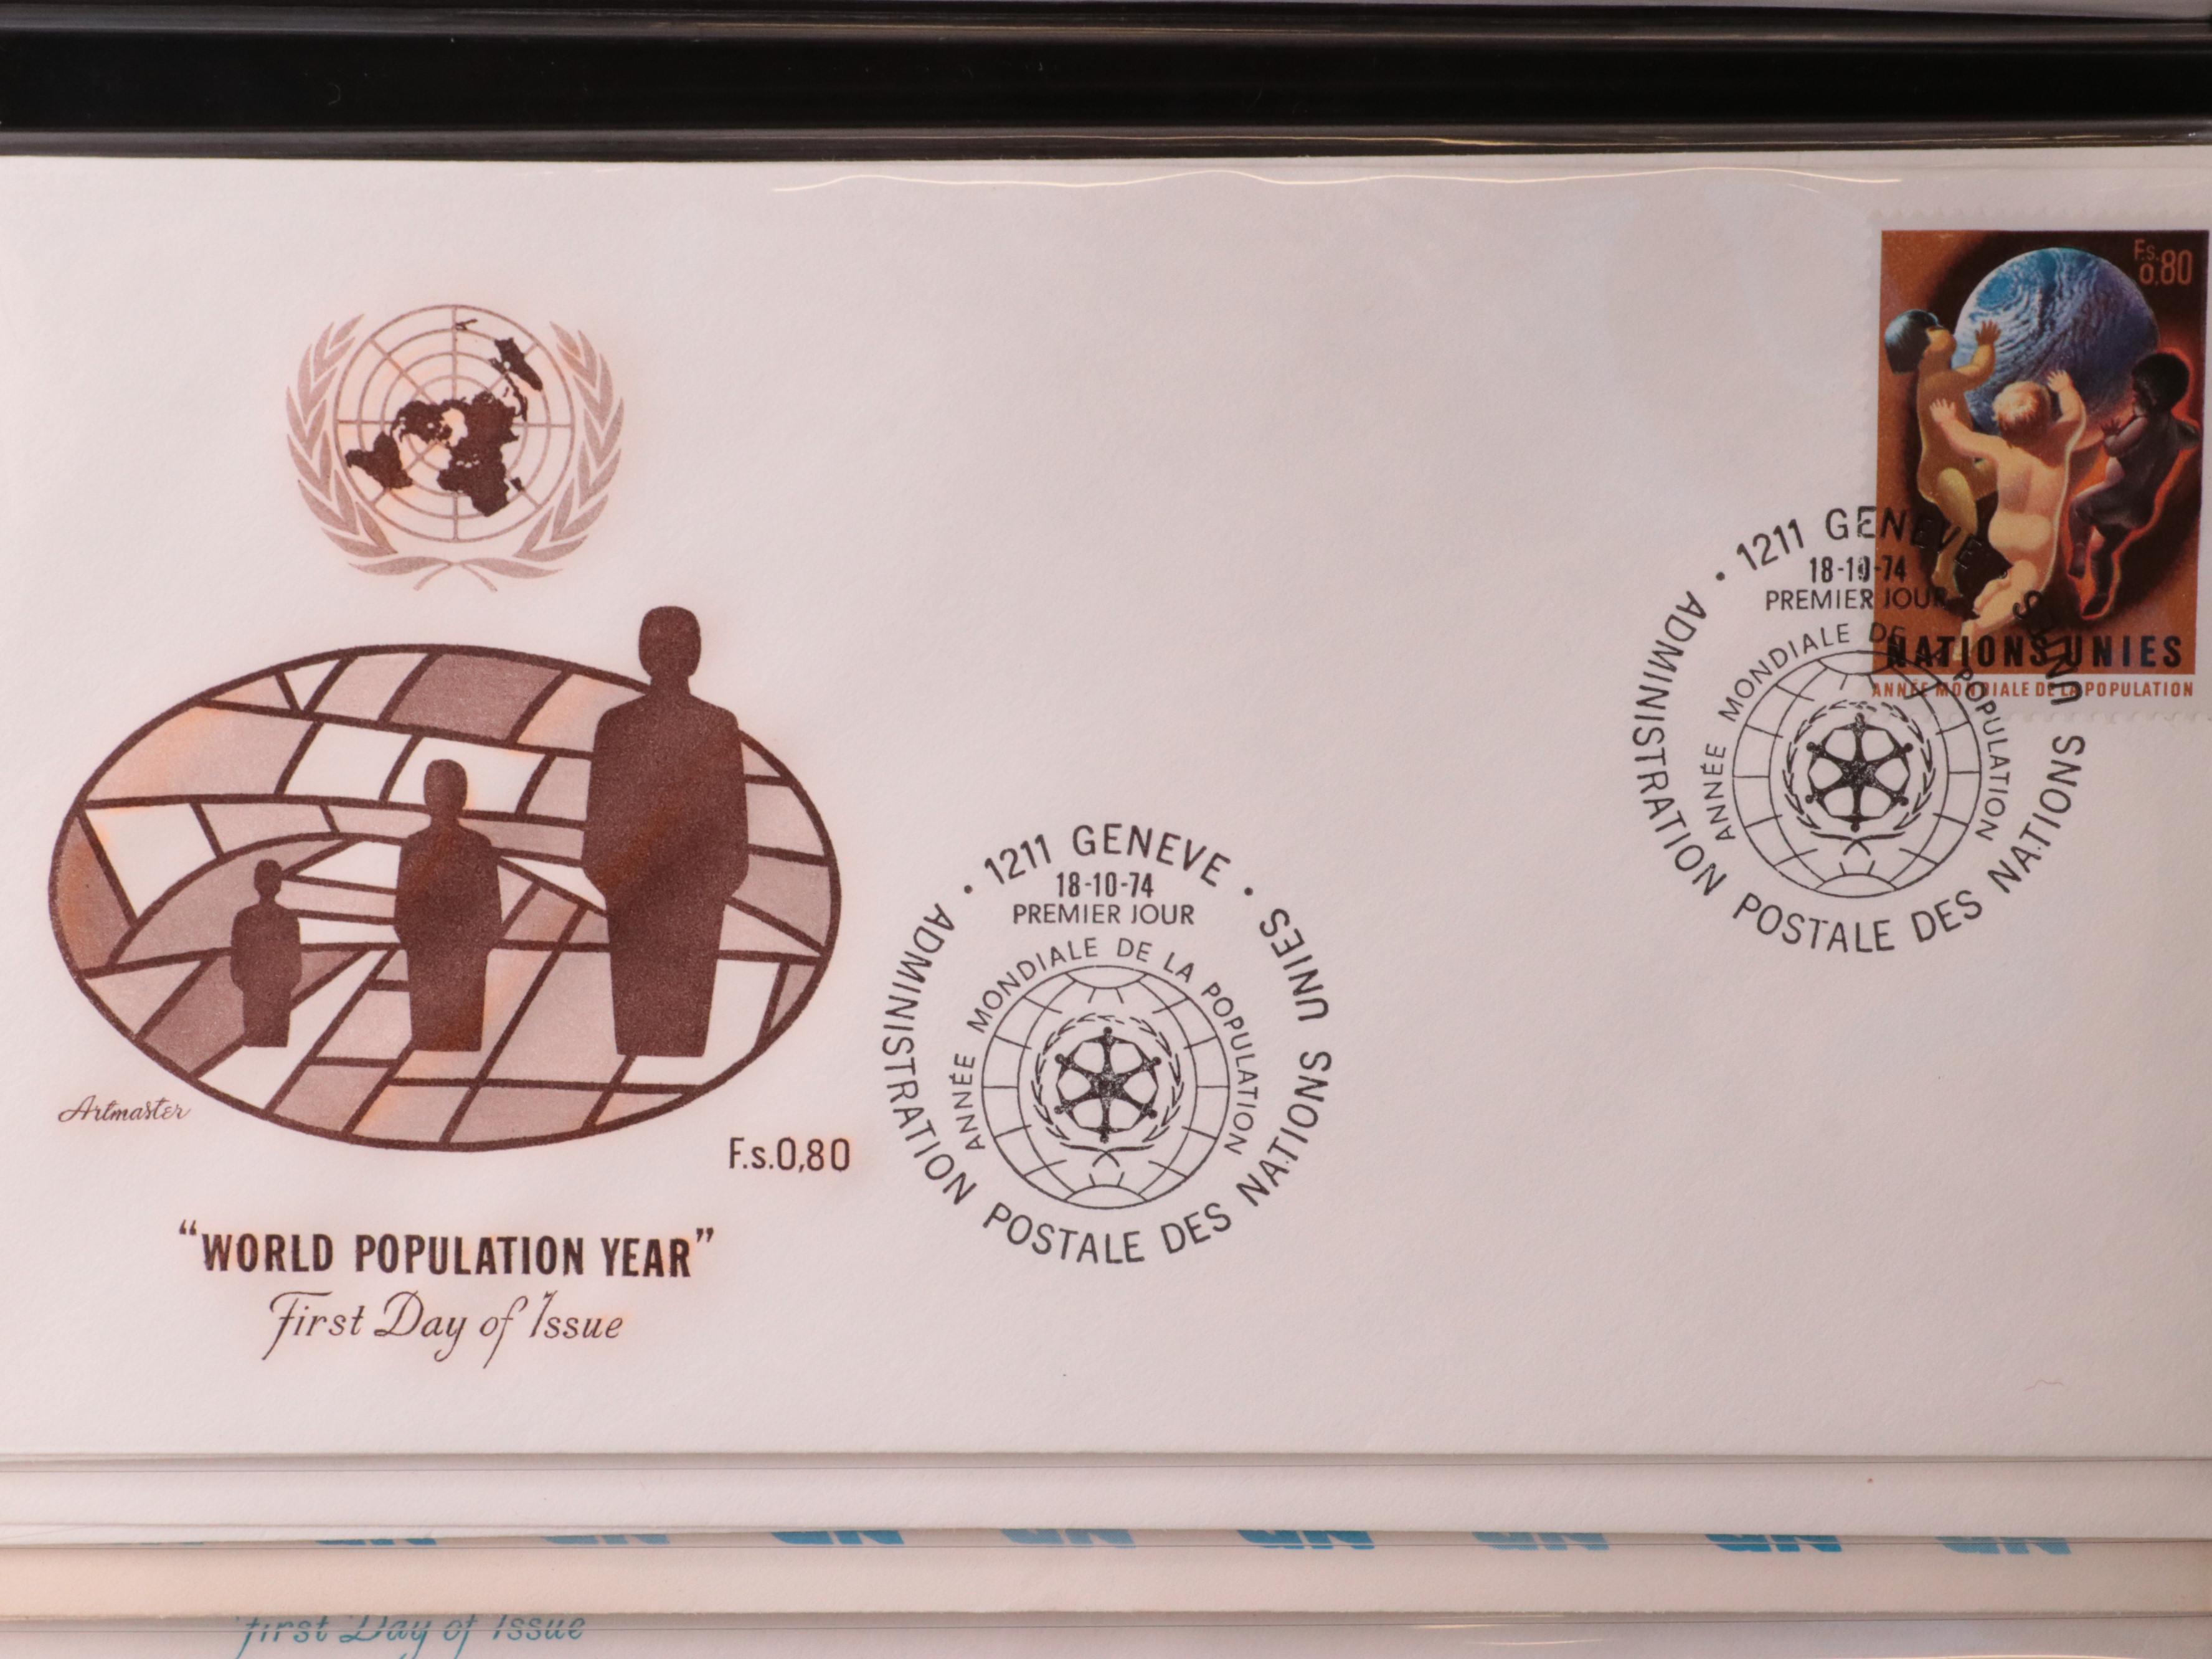 F.s.
0,80
NATIONS UNIES
ANNÉE MONDIALE DE LA POPULATION
• 1211 GENEVE •
18-10-74
PREMIER JOUR
ANNÉE MONDIALE DE LA POPULATION
ADMINISTRATION POSTALE DES NATIONS UNIES
• 1211 GENEVE •
18-10-74
PREMIER JOUR
ANNÉE MONDIALE DE LA POPULATION
ADMINISTRATION POSTALE DES NATIONS UNIES
Artmaster
F.s.0,80
“WORLD POPULATION YEAR”
First Day of Issue
First Day of Issue